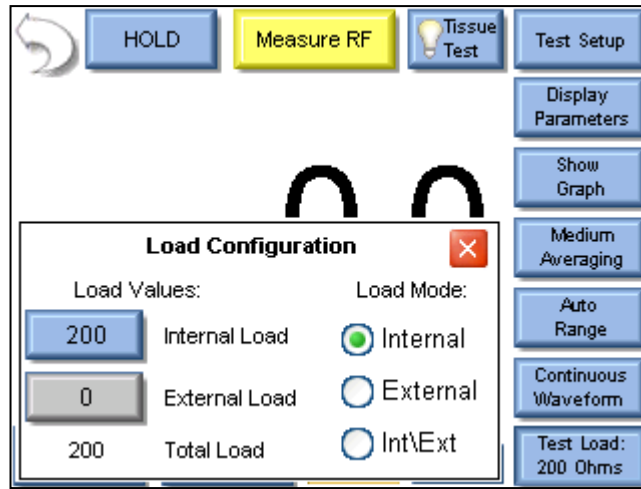 HOLD
Measure RF
Tissue
Test
Test Setup
Display
Parameters
Show
Graph
Medium
Averaging
Auto
Range
Continuous
Waveform
Test Load:
200 Ohms
Load Configuration
Load Values:
Load Mode:
200
Internal Load
Internal
0
External Load
External
200
Total Load
Int\Ext